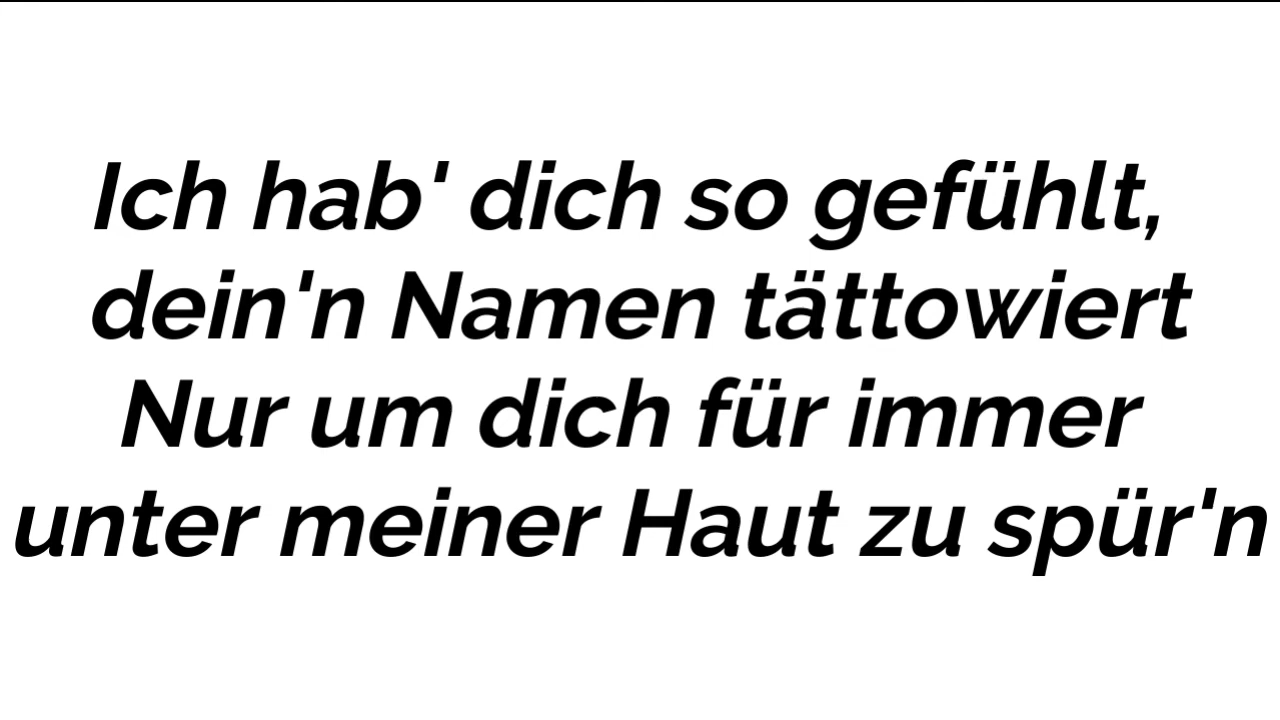 Ich hab' dich so gefühlt,
dein'n Namen tättowiert
Nur um dich für immer
unter meiner Haut zu spür'n